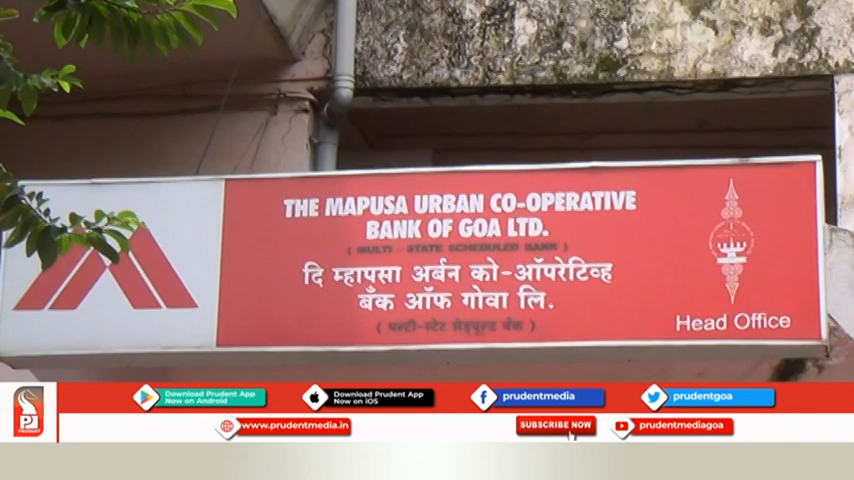 THE MAPUSA URBAN CO-OPERATIVE
BANK OF GOA LTD.
( MULTI - STATE SCHEDULED BANK )
दि म्हापसा अर्बन को-ऑपरेटिव्ह
बँक ऑफ गोवा लि.
( मल्टी-स्टेट शेड्यूल्ड बँक )
Head Office
Download Prudent App
Now on Android
Download Prudent App
Now on iOS
prudentmedia
prudentgoa
PRUDENT
www.prudentmedia.in
SUBSCRIBE NOW
prudentmediagoa